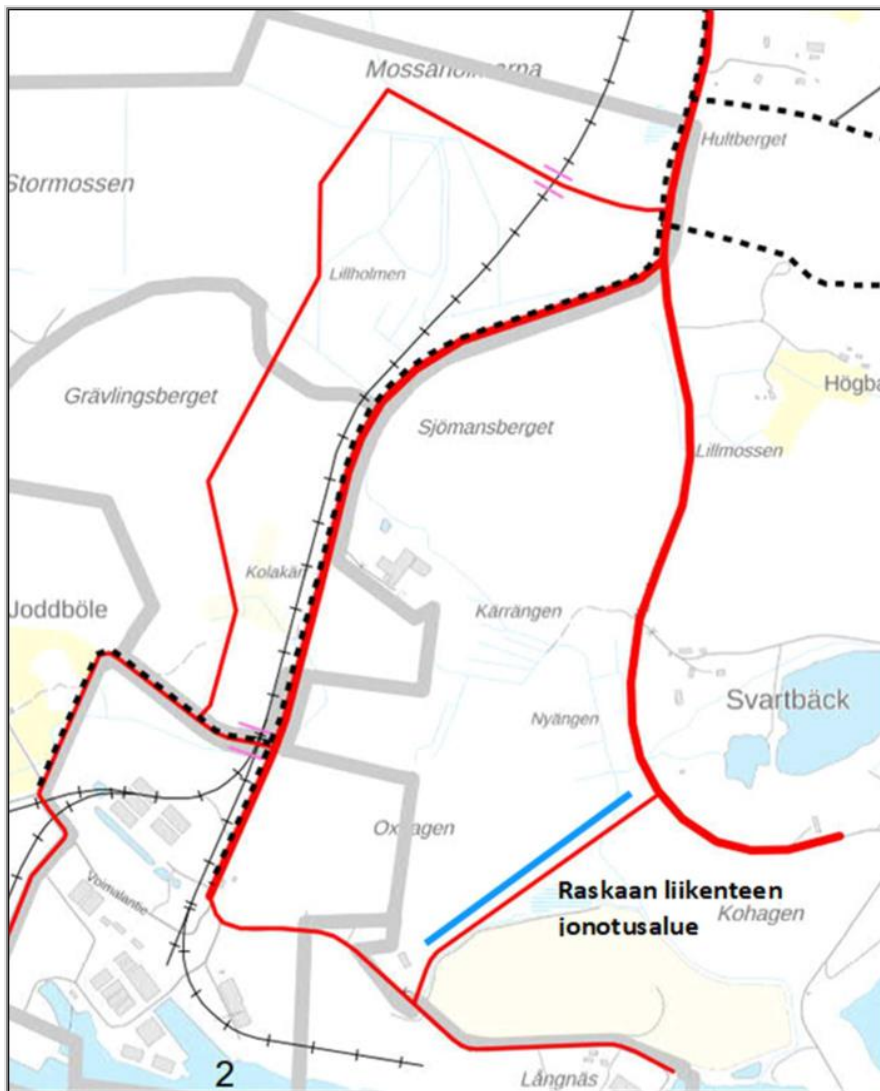 Mossaholmarna
Hultberget
Stormossen
Lillholmen
Grävlingsberget
Högba
Sjömansberget
Lillmossen
Kolakärr
Joddböle
Kärrängen
Svartbäck
Nyängen
Oxhagen
Raskaan liikenteen
jonotusalue
Voimalantie
Kohagen
2
Långnäs